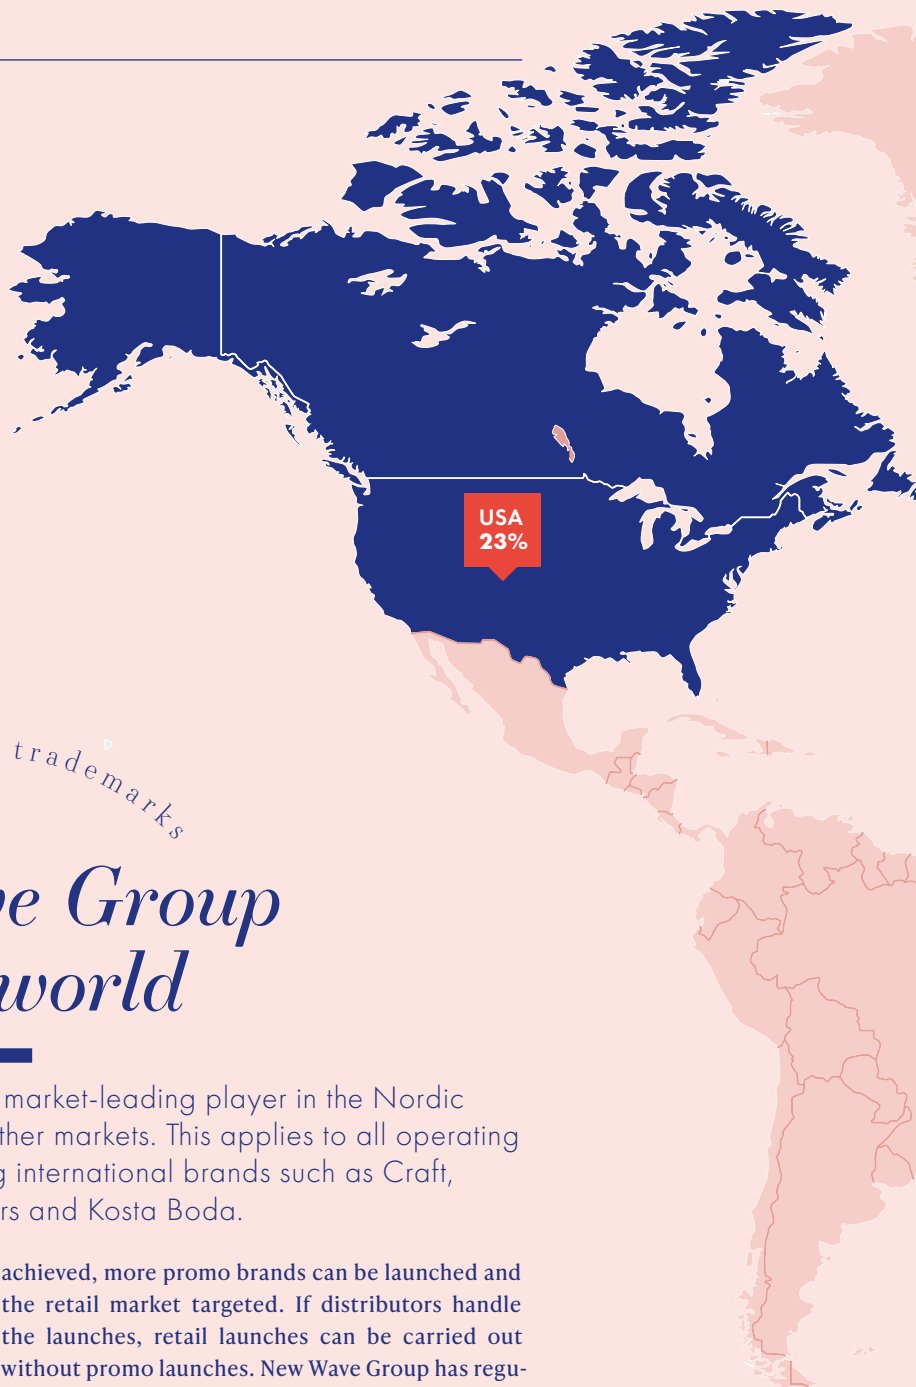 USA
23%
trademarks
ve Group
world
market-leading player in the Nordic
ther markets. This applies to all operating
g international brands such as Craft,
rs and Kosta Boda.
achieved, more promo brands can be launched and
the retail market targeted. If distributors handle
the launches, retail launches can be carried out
without promo launches. New Wave Group has regu-